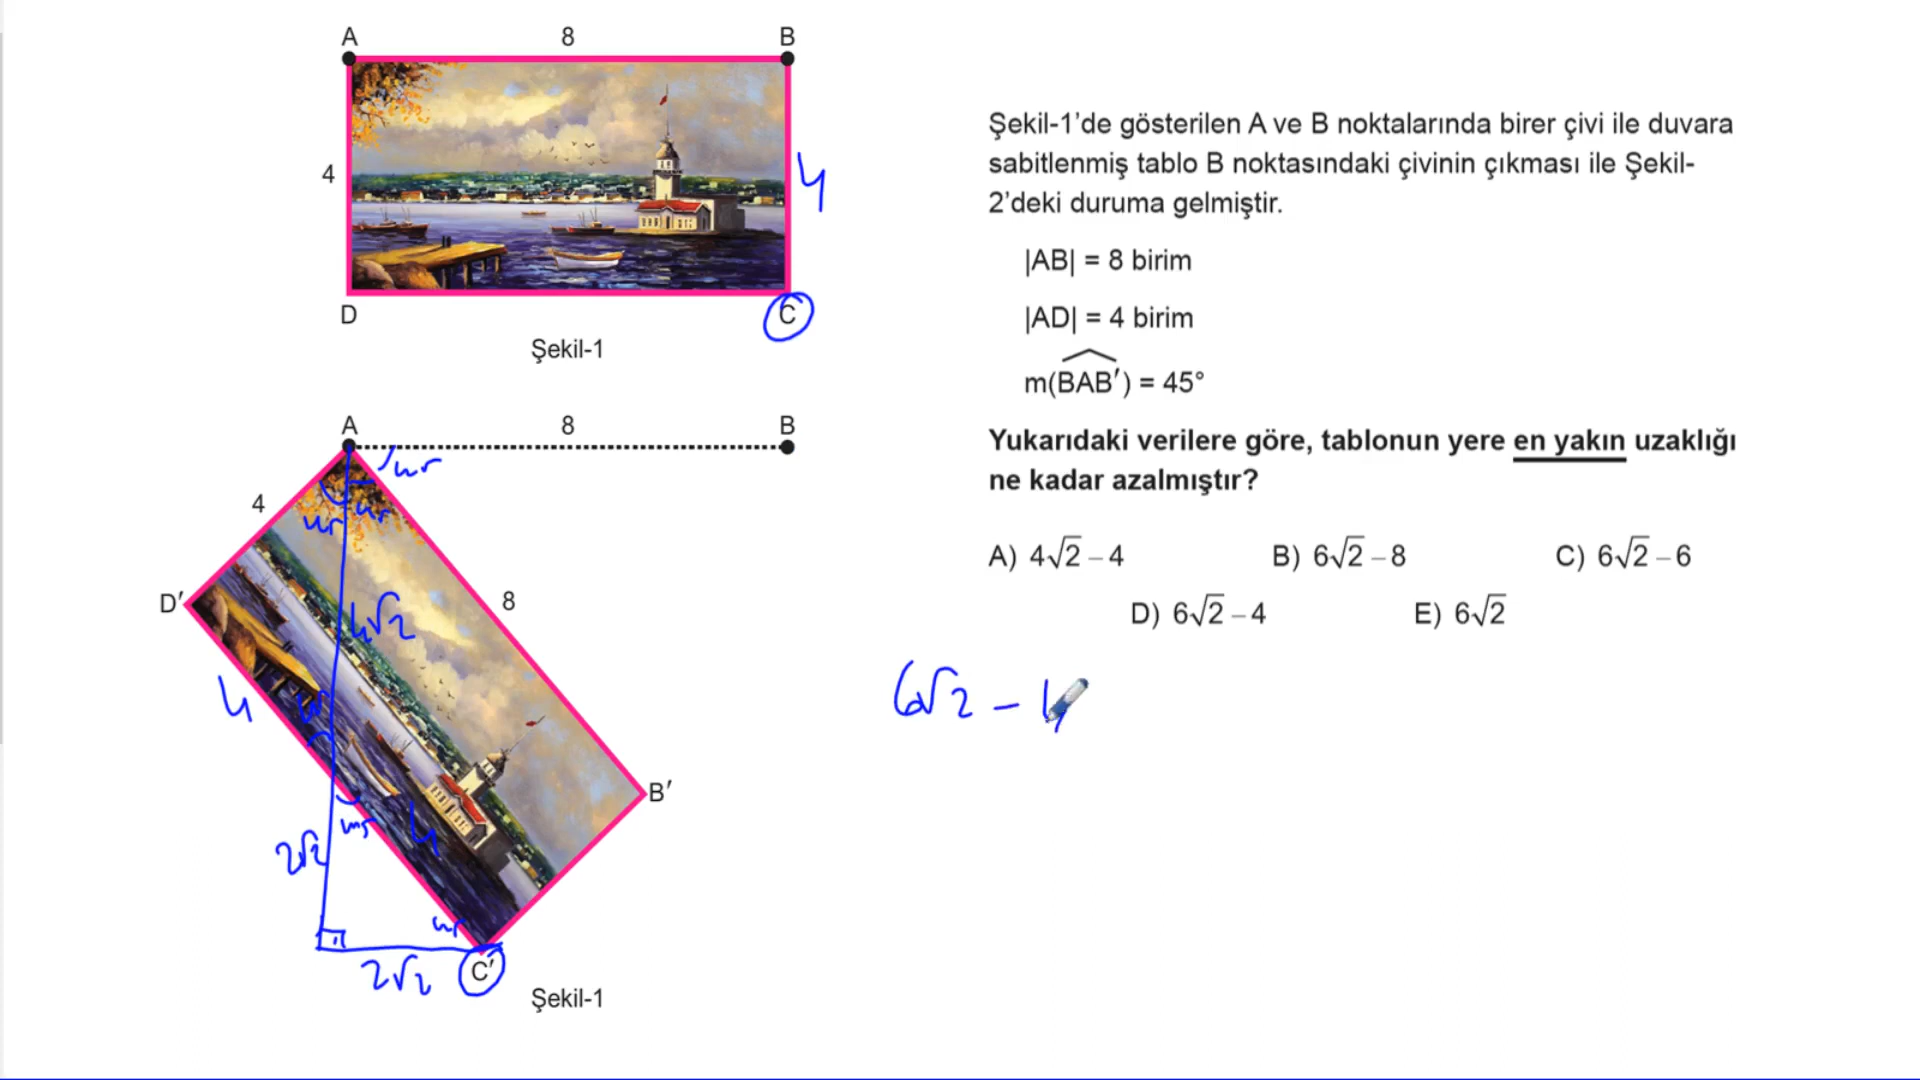 A 8 B
4
4
D C
Şekil-1
A 8 B
4
D′
4√2
8
4
4
B′
2√2
2√2 C′
Şekil-1
Şekil-1’de gösterilen A ve B noktalarında birer çivi ile duvara
sabitlenmiş tablo B noktasındaki çivinin çıkması ile Şekil-
2’deki duruma gelmiştir.
|AB| = 8 birim
|AD| = 4 birim
m(BAB′) = 45°
Yukarıdaki verilere göre, tablonun yere en yakın uzaklığı
ne kadar azalmıştır?
A) 4√2 – 4 B) 6√2 – 8 C) 6√2 – 6
D) 6√2 – 4 E) 6√2
6√2 – 4